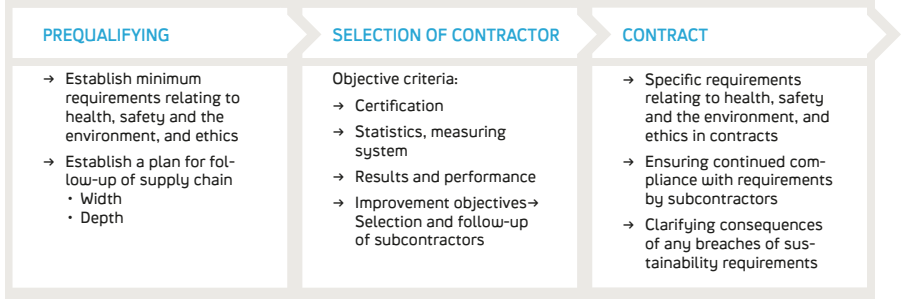 PREQUALIFYING
→ Establish minimum
requirements relating to
health, safety and the
environment, and ethics
→ Establish a plan for fol-
low-up of supply chain
• Width
• Depth
SELECTION OF CONTRACTOR
Objective criteria:
→ Certification
→ Statistics, measuring
system
→ Results and performance
→ Improvement objectives→
Selection and follow-up
of subcontractors
CONTRACT
→ Specific requirements
relating to health, safety
and the environment, and
ethics in contracts
→ Ensuring continued com-
pliance with requirements
by subcontractors
→ Clarifying consequences
of any breaches of sus-
tainability requirements